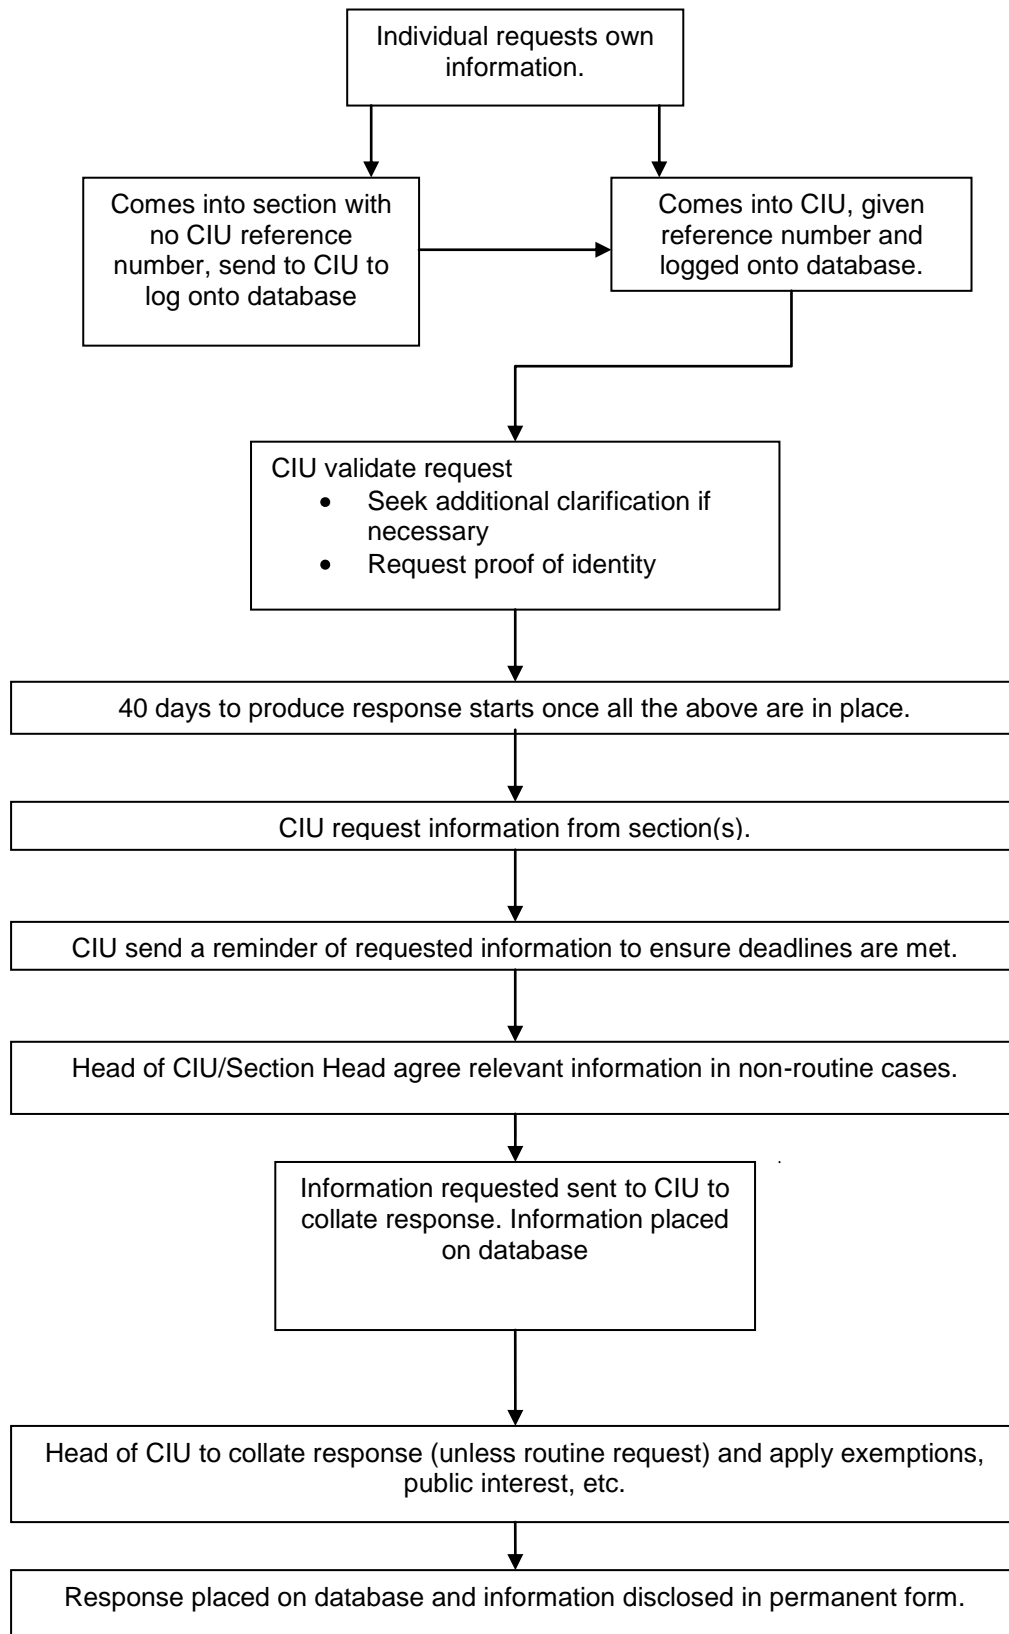 Individual requests own
information.
Comes into section with
no CIU reference
number, send to CIU to
log onto database
Comes into CIU, given
reference number and
logged onto database.
CIU validate request
• Seek additional clarification if
necessary
• Request proof of identity
40 days to produce response starts once all the above are in place.
CIU request information from section(s).
CIU send a reminder of requested information to ensure deadlines are met.
Head of CIU/Section Head agree relevant information in non-routine cases.
Information requested sent to CIU to
collate response. Information placed
on database
Head of CIU to collate response (unless routine request) and apply exemptions,
public interest, etc.
Response placed on database and information disclosed in permanent form.